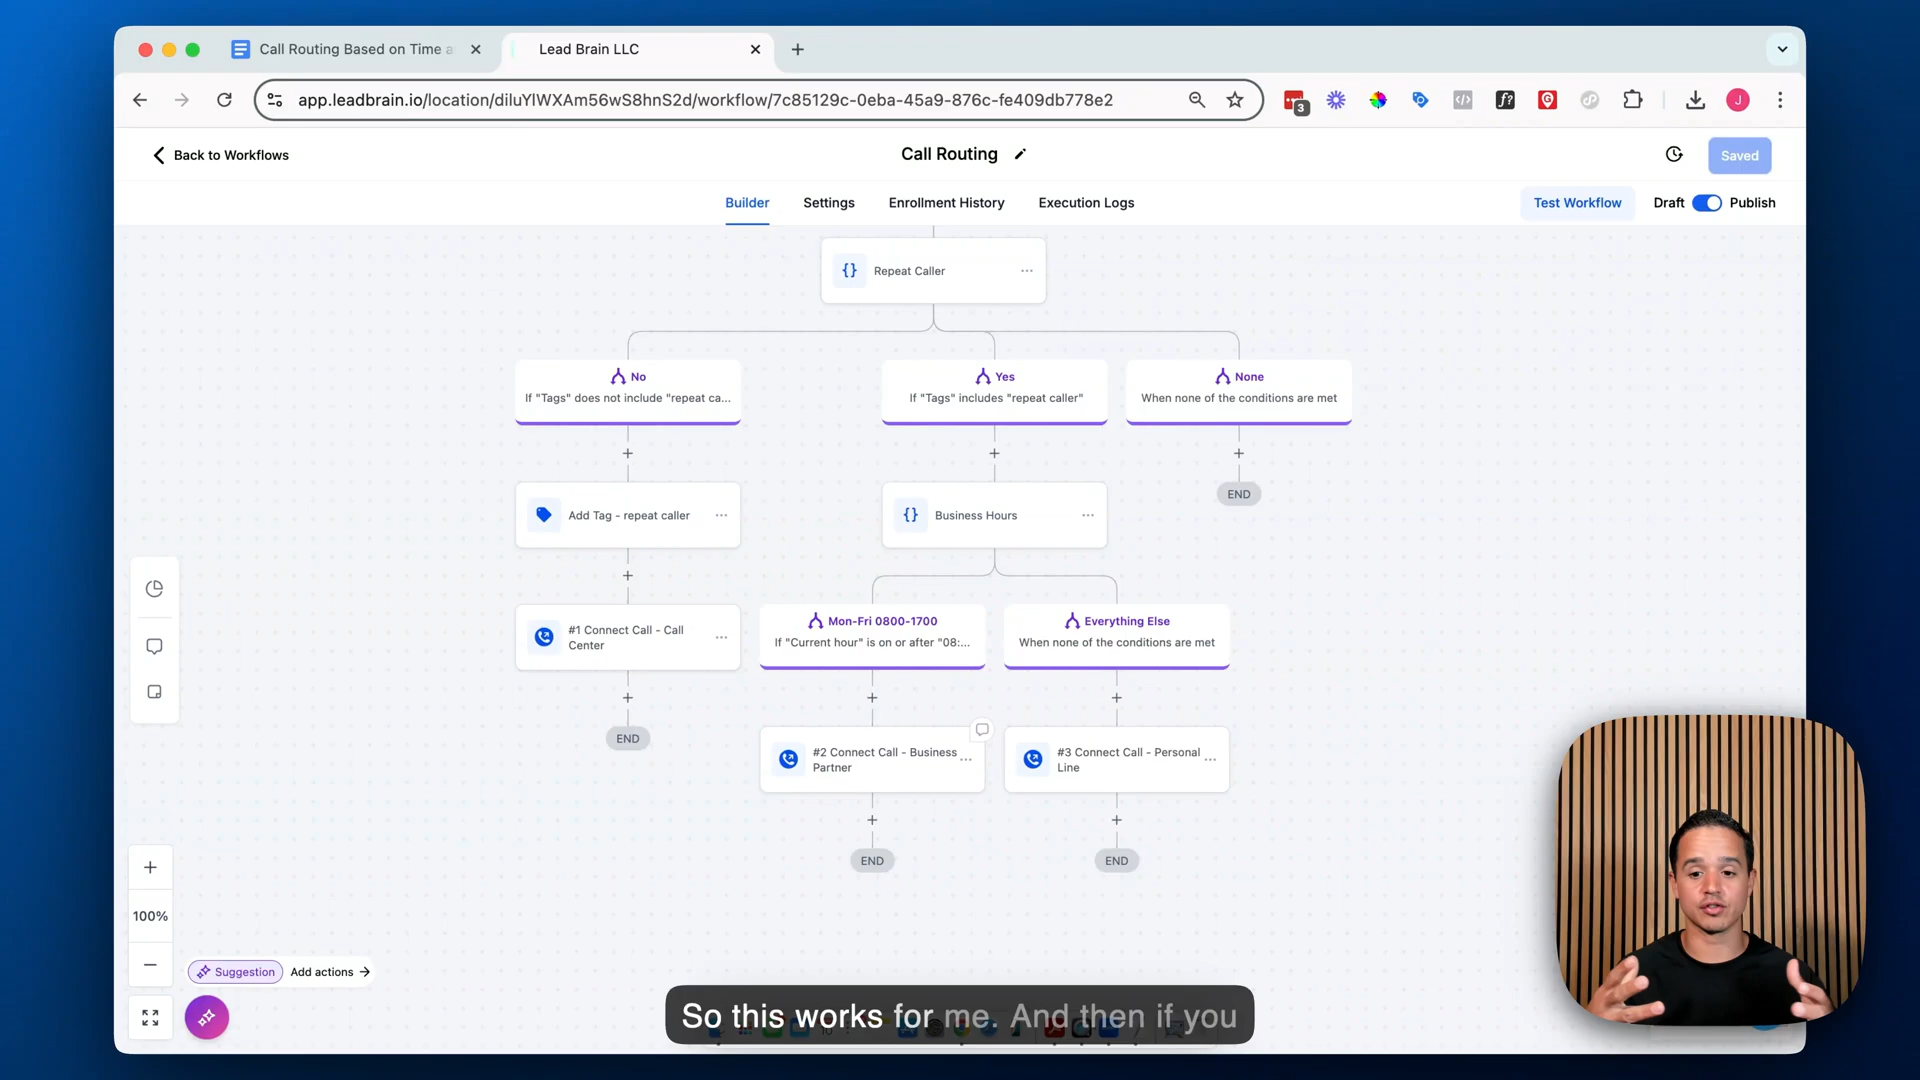 Call Routing Based on Time a
Lead Brain LLC
app.leadbrain.io/location/diluYlWXAm56wS8hnS2d/workflow/7c85129c-0eba-45a9-876c-fe409db778e2
3
f?
J
Back to Workflows
Call Routing
Saved
Builder
Settings
Enrollment History
Execution Logs
Test Workflow
Draft
Publish
{} Repeat Caller
No
If "Tags" does not include "repeat ca...
Yes
If "Tags" includes "repeat caller"
None
When none of the conditions are met
Add Tag - repeat caller
{} Business Hours
END
#1 Connect Call - Call
Center
Mon-Fri 0800-1700
If "Current hour" is on or after "08:...
Everything Else
When none of the conditions are met
END
#2 Connect Call - Business
Partner
#3 Connect Call - Personal
Line
END
END
100%
Suggestion
Add actions
So this works for me. And then if you